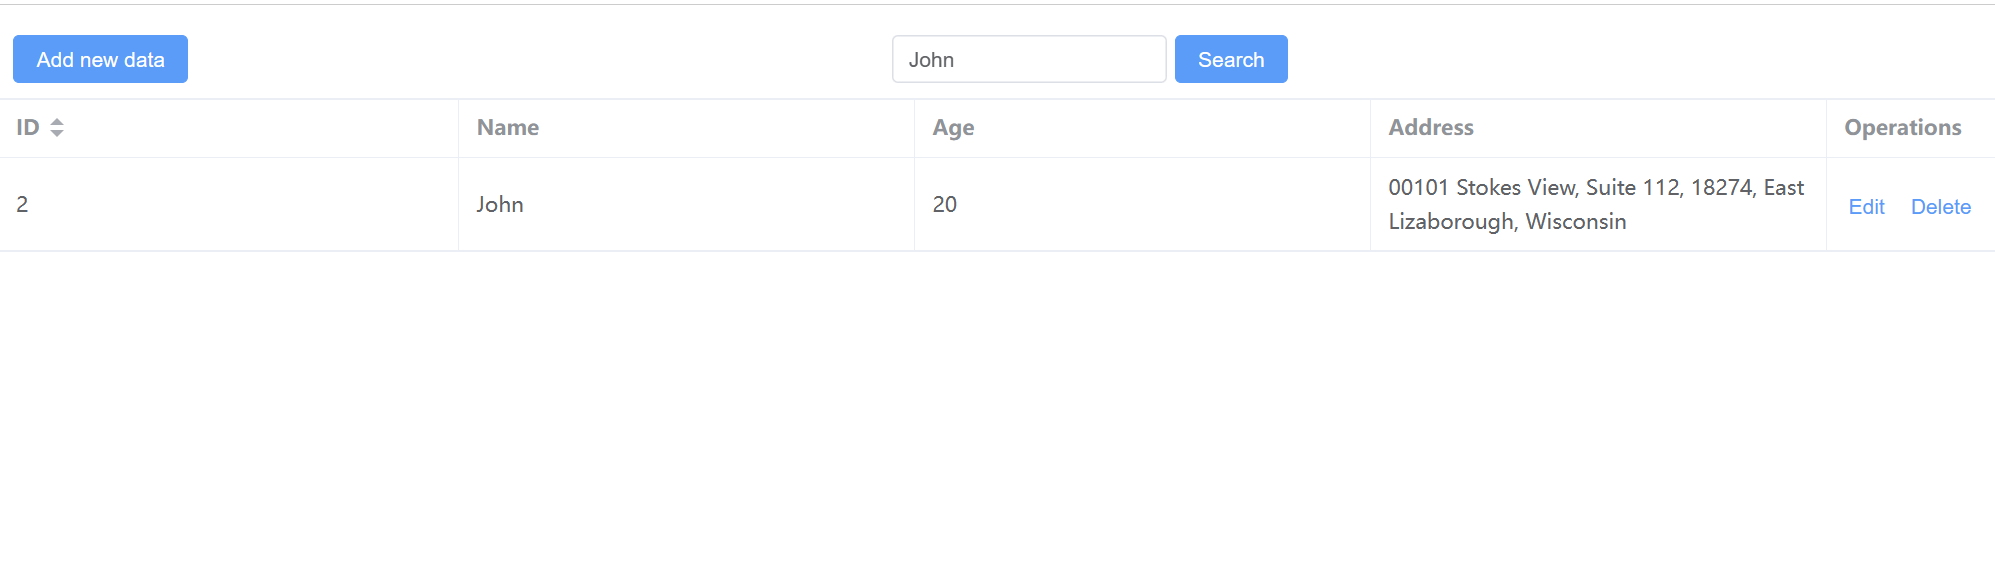 Add new data
John
Search
ID
Name
Age
Address
Operations
2
John
20
00101 Stokes View, Suite 112, 18274, East
Lizaborough, Wisconsin
Edit
Delete